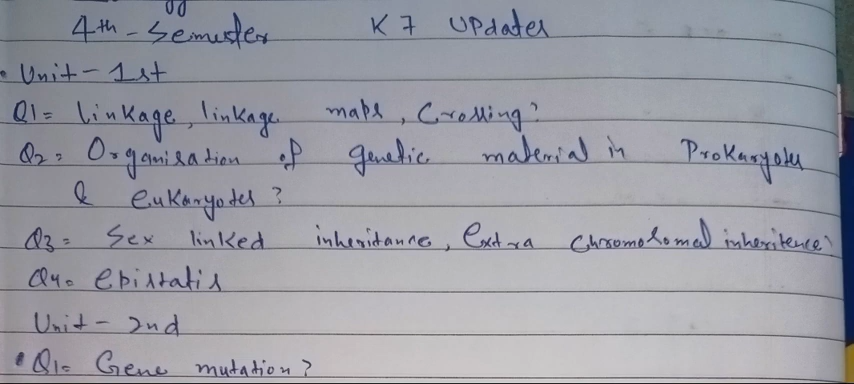 4th - Semester K7 Updates
• Unit - 1st
Q1= Linkage, linkage maps, Crossing?
Q2= Organisation of genetic material in Prokaryotes
& eukaryotes?
Q3= Sex linked inheritance, extra Chromosomal inheritence?
Q4= epistatis
Unit - 2nd
• Q1= Gene mutation?